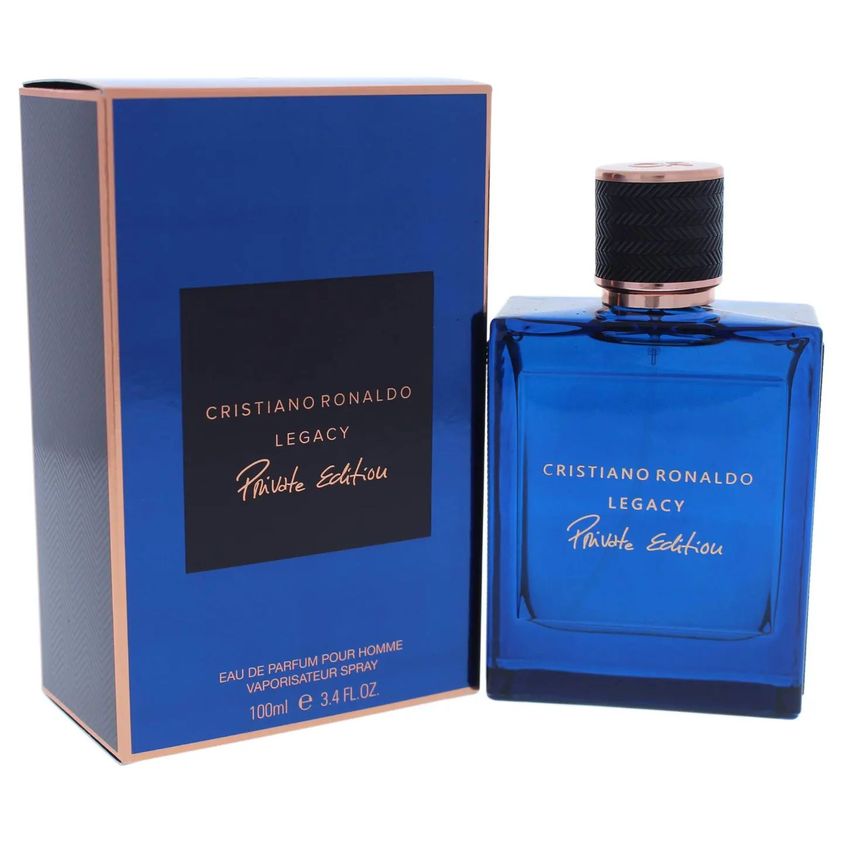 CRISTIANO RONALDO
LEGACY
Private Edition
EAU DE PARFUM POUR HOMME
VAPORISATEUR SPRAY
100ml ℮ 3.4 FL.OZ.
CRISTIANO RONALDO
LEGACY
Private Edition